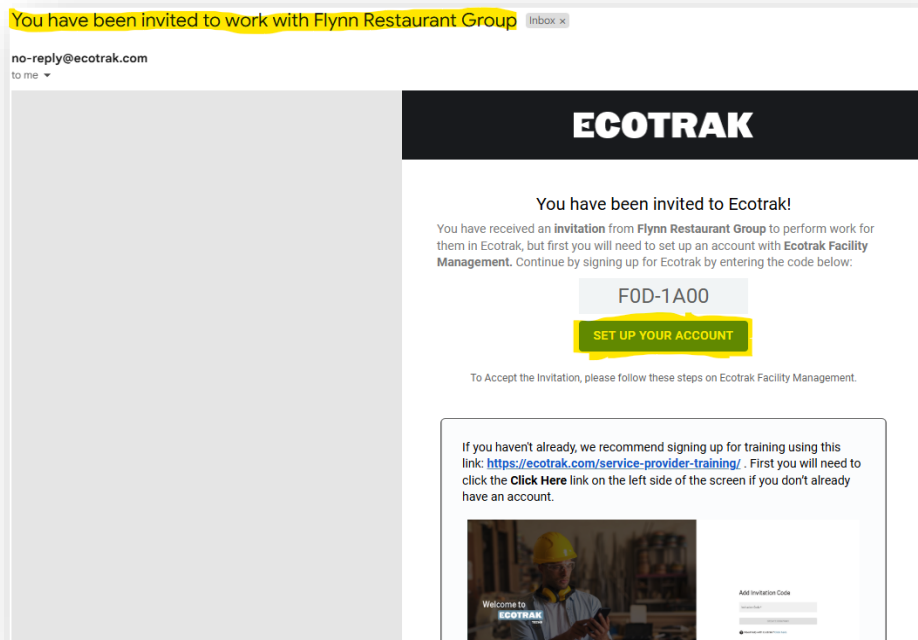 You have been invited to work with Flynn Restaurant Group Inbox ×
no-reply@ecotrak.com
to me
ECOTRAK
You have been invited to Ecotrak!
You have received an invitation from Flynn Restaurant Group to perform work for
them in Ecotrak, but first you will need to set up an account with Ecotrak Facility
Management. Continue by signing up for Ecotrak by entering the code below:
F0D-1A00
SET UP YOUR ACCOUNT
To Accept the Invitation, please follow these steps on Ecotrak Facility Management.
If you haven't already, we recommend signing up for training using this
link: https://ecotrak.com/service-provider-training/ . First you will need to
click the Click Here link on the left side of the screen if you don’t already
have an account.
Welcome to
ECOTRAK
Add Invitation Code